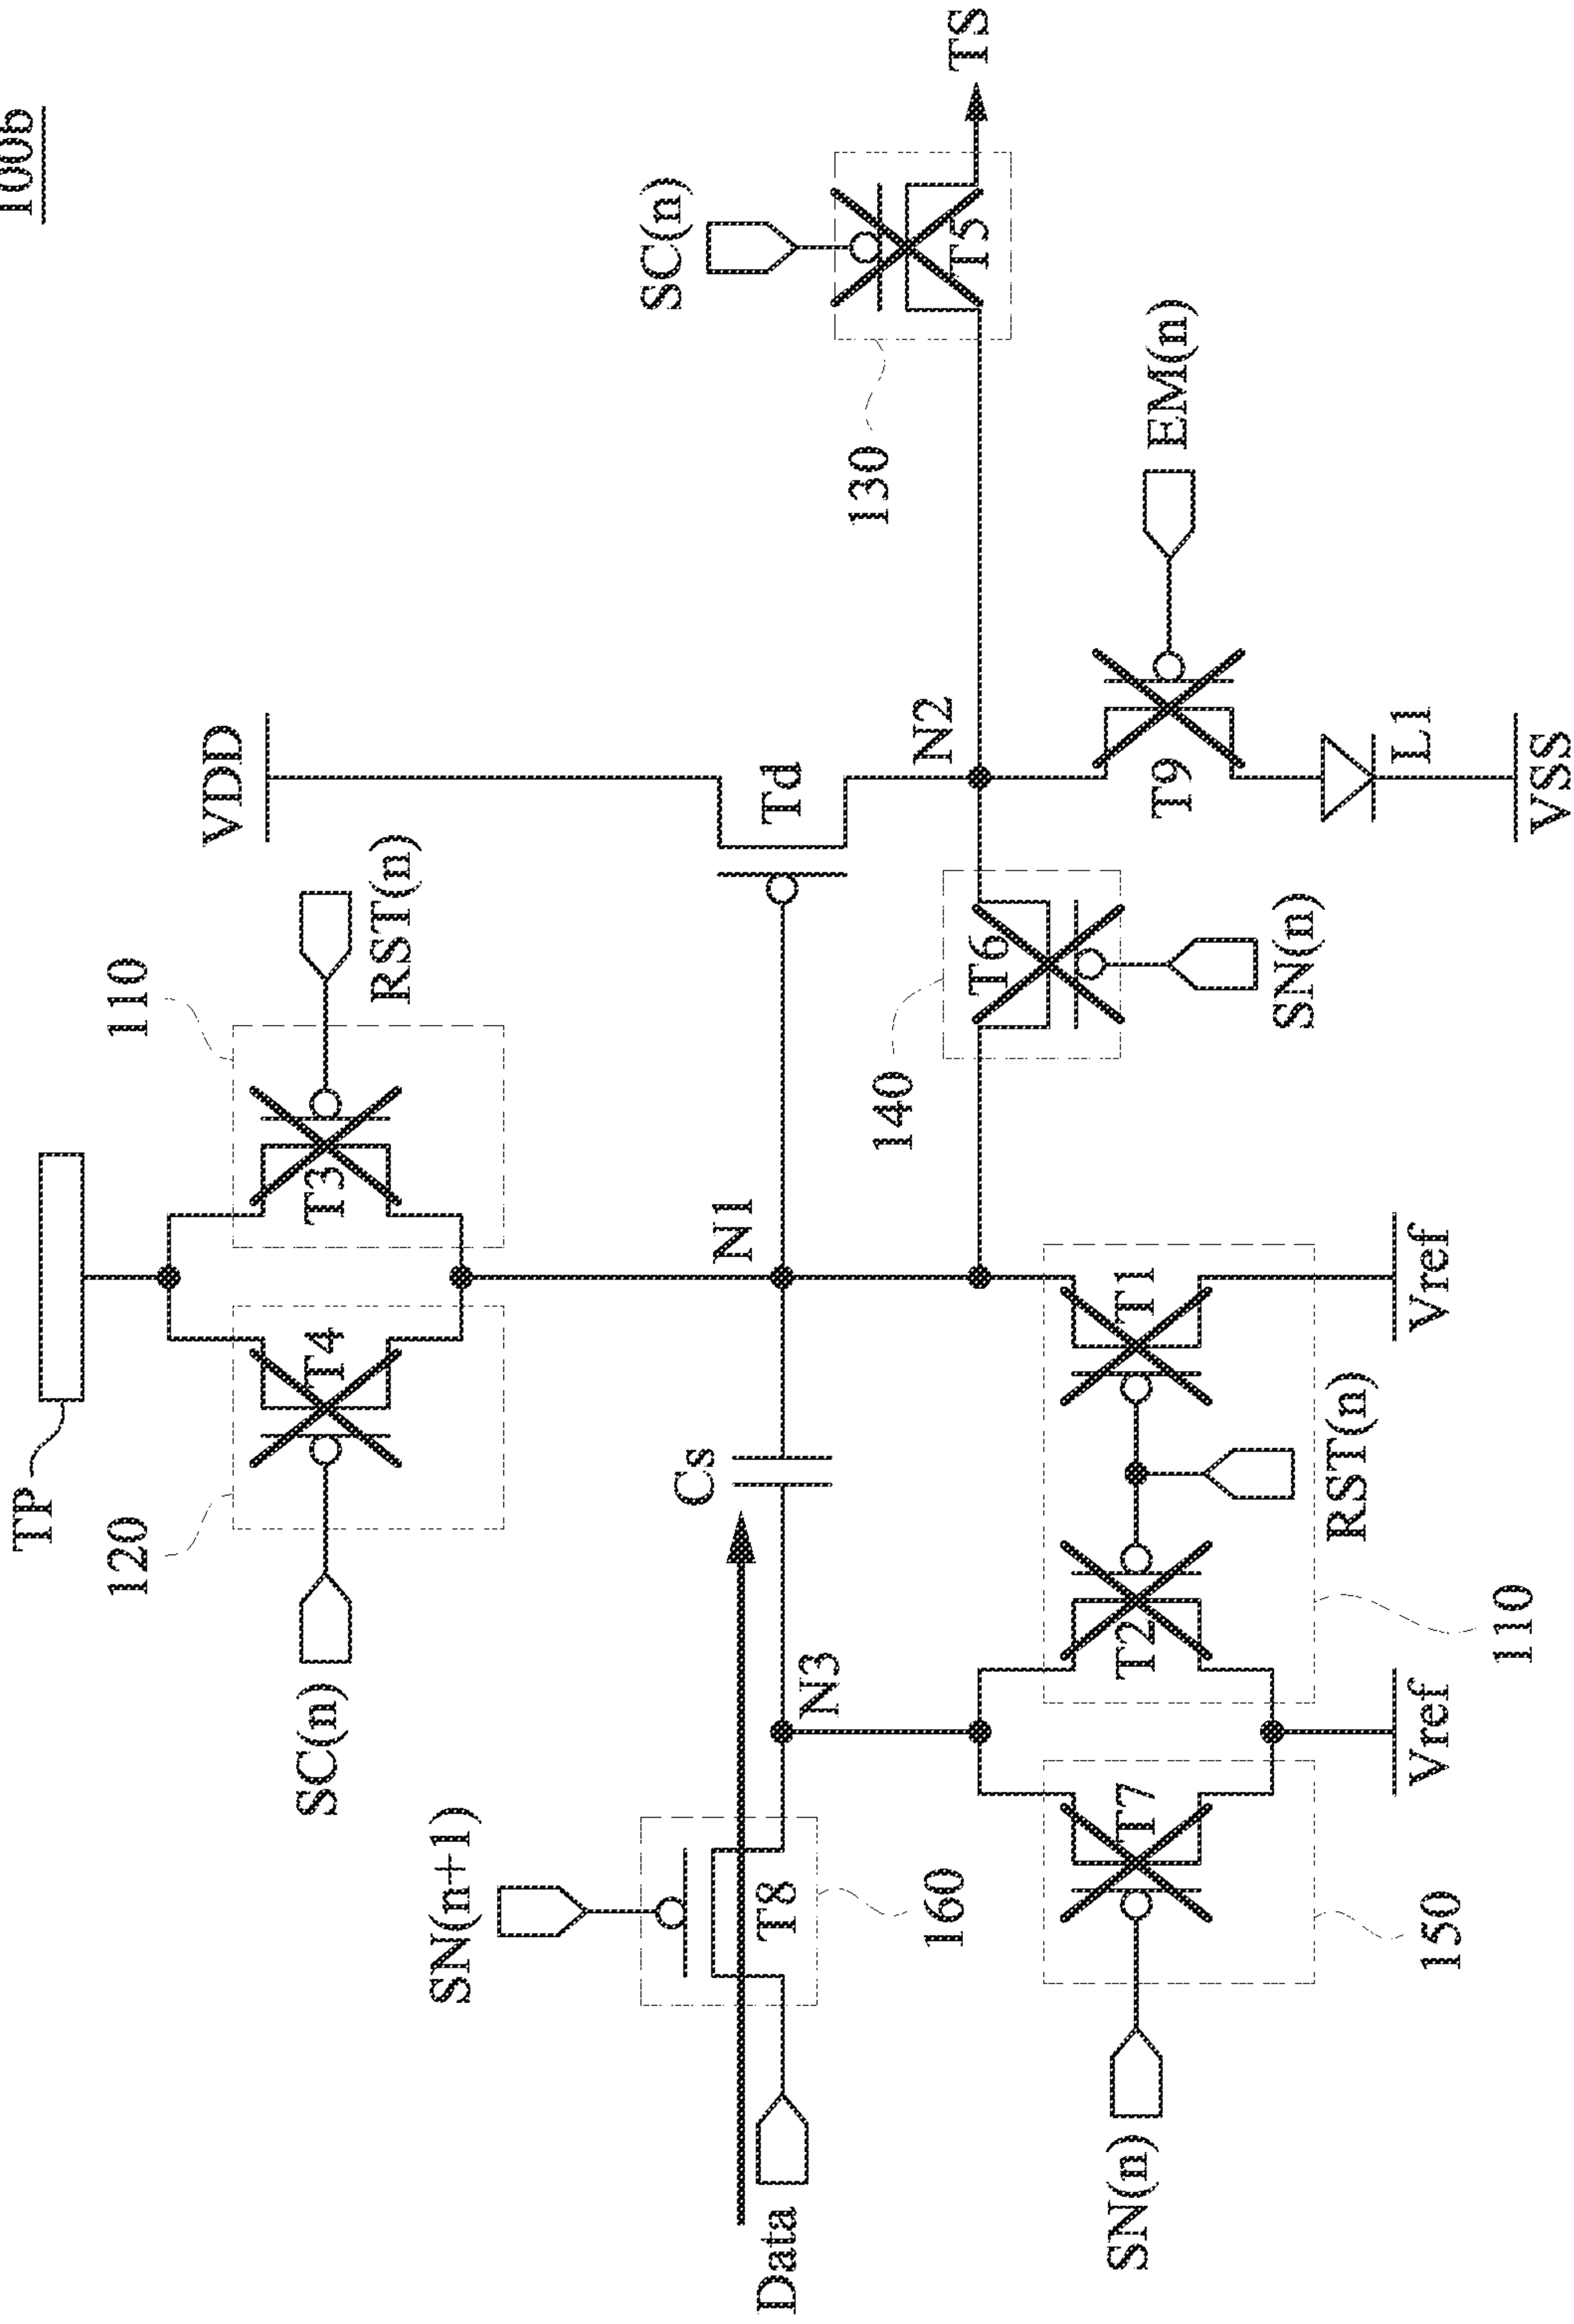 100b
TP
120
110
SC(n)
T4
T3
RST(n)
VDD
SN(n+1)
Cs
N1
Td
SC(n)
TS
T8
Data
N3
160
140
T6
N2
130
T5
SN(n)
T7
T2
T1
SN(n)
T9
EM(n)
150
Vref
110
RST(n)
Vref
L1
VSS